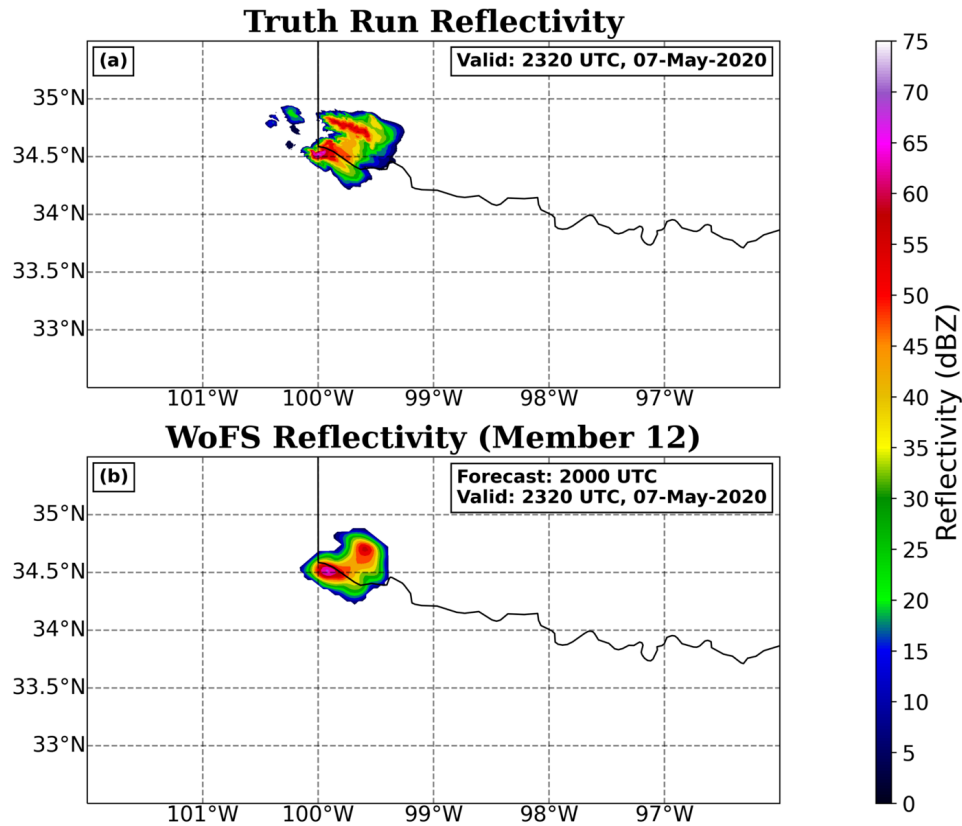 Truth Run Reflectivity
(a)
Valid: 2320 UTC, 07-May-2020
35°N
34.5°N
34°N
33.5°N
33°N
101°W 100°W 99°W 98°W 97°W
WoFS Reflectivity (Member 12)
(b)
Forecast: 2000 UTC
Valid: 2320 UTC, 07-May-2020
35°N
34.5°N
34°N
33.5°N
33°N
101°W 100°W 99°W 98°W 97°W
75
70
65
60
55
50
45
40
35
30
25
20
15
10
5
0
Reflectivity (dBZ)